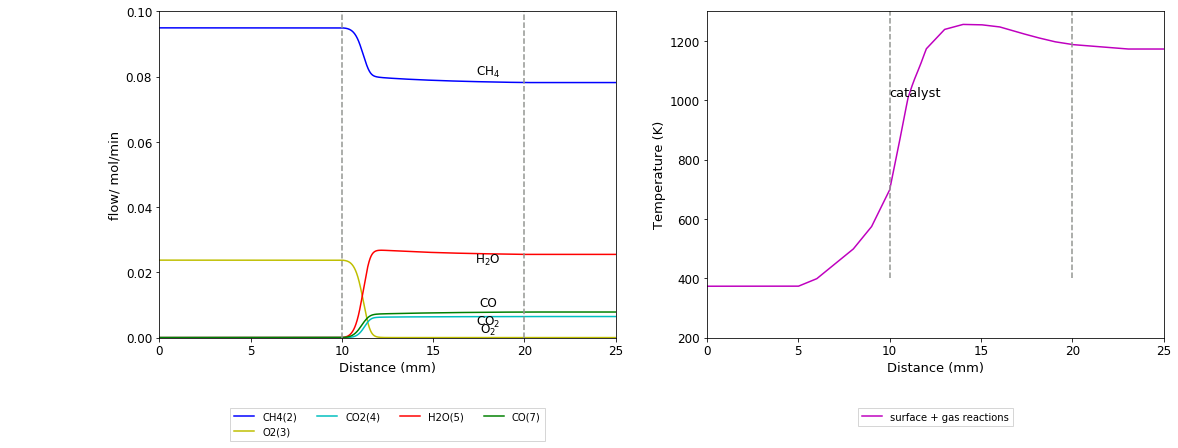 0.10
0.08
0.06
0.04
0.02
0.00
flow/ mol/min
CH4
H2O
CO
CO2
O2
0 5 10 15 20 25
Distance (mm)
CH4(2) CO2(4) H2O(5) CO(7)
O2(3)
1200
1000
800
600
400
200
Temperature (K)
catalyst
0 5 10 15 20 25
Distance (mm)
surface + gas reactions